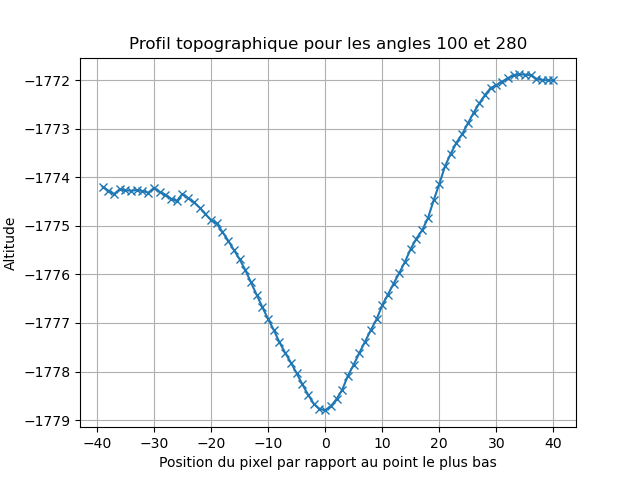 Profil topographique pour les angles 100 et 280
Altitude
−1772
−1773
−1774
−1775
−1776
−1777
−1778
−1779
−40 −30 −20 −10 0 10 20 30 40
Position du pixel par rapport au point le plus bas